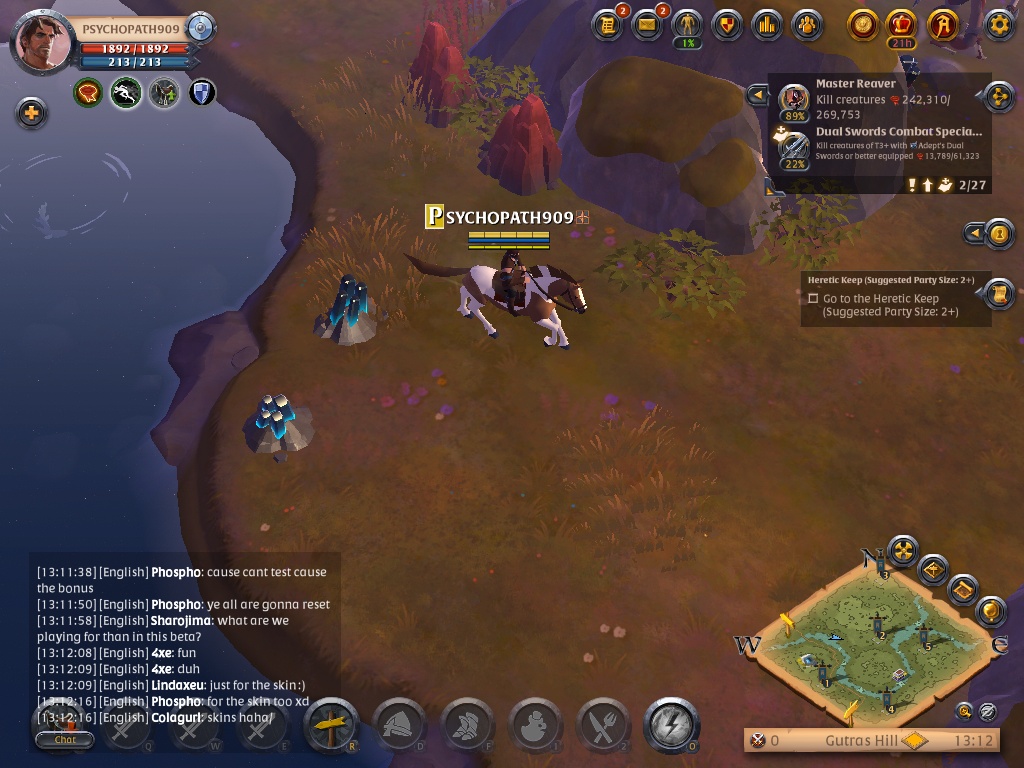 PSYCHOPATH909
1892 / 1892
213 / 213
2
2
1%
21h
Master Reaver
Kill creatures 242,310/
269,753
89%
Dual Swords Combat Specia...
Kill creatures of T3+ with Adept's Dual
Swords or better equipped 13,789/61,323
22%
2/27
PSYCHOPATH909
Heretic Keep (Suggested Party Size: 2+)
Go to the Heretic Keep
(Suggested Party Size: 2+)
[13:11:38] [English] Phospho: cause cant test cause
the bonus
[13:11:50] [English] Phospho: ye all are gonna reset
[13:11:58] [English] Sharojima: what are we
playing for than in this beta?
[13:12:08] [English] 4xe: fun
[13:12:09] [English] 4xe: duh
[13:12:09] [English] Lindaxeu: just for the skin :)
[13:12:16] [English] Phospho: for the skin too xd
[13:12:16] [English] Colagurl: skins haha/
Chat
Q
W
E
R
D
F
1
2
O
N
W
E
3
2
5
1
4
0
Gutras Hill
13:12